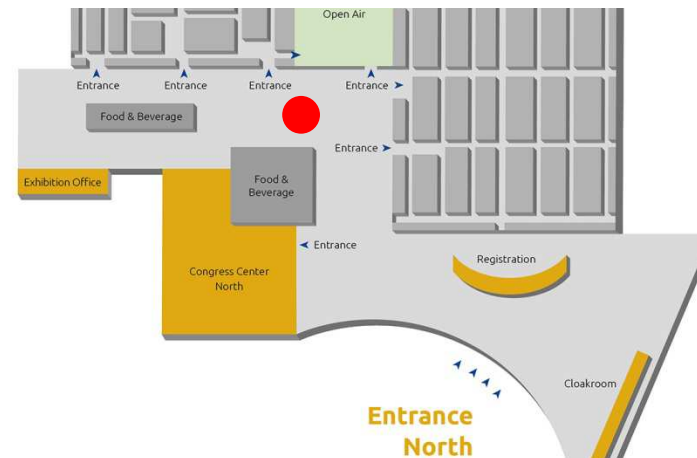 Open Air
Entrance
Entrance
Entrance
Entrance
Food & Beverage
Entrance
Exhibition Office
Food &
Beverage
Entrance
Registration
Congress Center
North
Cloakroom
Entrance
North